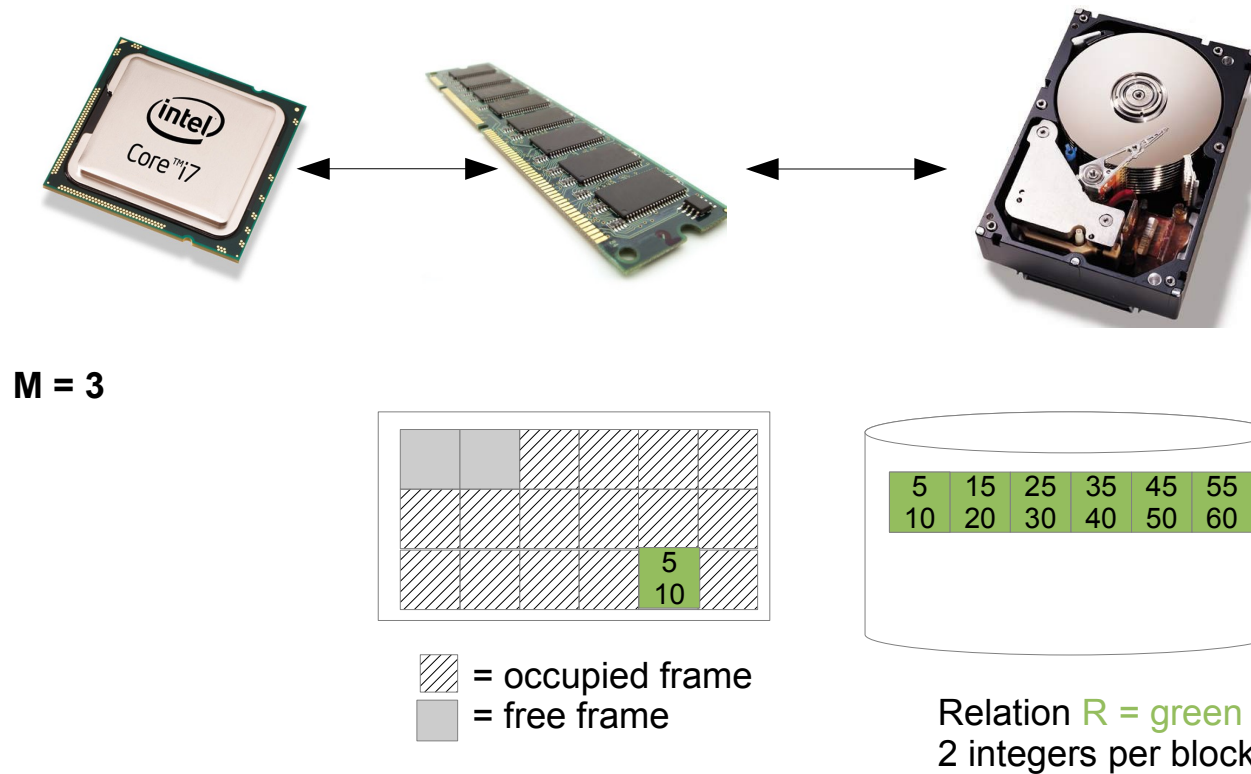 intel
Core™i7
M = 3
5 15 25 35 45 55
10 20 30 40 50 60
5
10
= occupied frame
= free frame
Relation R = green
2 integers per block